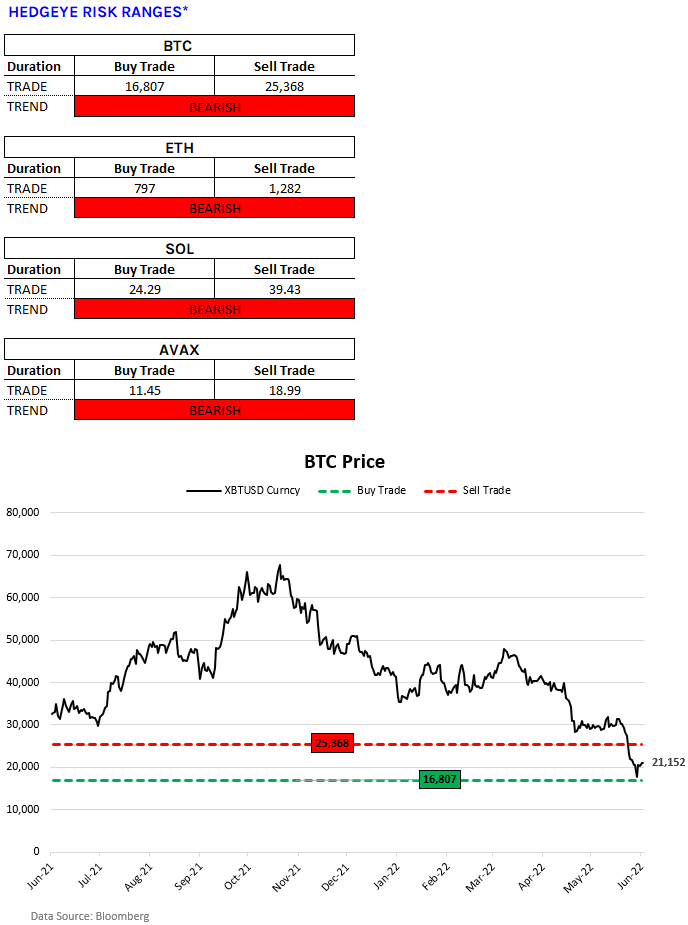 HEDGEYE RISK RANGES*
BTC
Duration Buy Trade Sell Trade
TRADE 16,807 25,368
TREND BEARISH
ETH
Duration Buy Trade Sell Trade
TRADE 797 1,282
TREND BEARISH
SOL
Duration Buy Trade Sell Trade
TRADE 24.29 39.43
TREND BEARISH
AVAX
Duration Buy Trade Sell Trade
TRADE 11.45 18.99
TREND BEARISH
BTC Price
XBTUSD Curncy Buy Trade Sell Trade
80,000
70,000
60,000
50,000
40,000
30,000
25,368
21,152
20,000
16,807
10,000
0
Jun-21 Jul-21 Aug-21 Sep-21 Oct-21 Nov-21 Dec-21 Jan-22 Feb-22 Mar-22 Apr-22 May-22 Jun-22
Data Source: Bloomberg